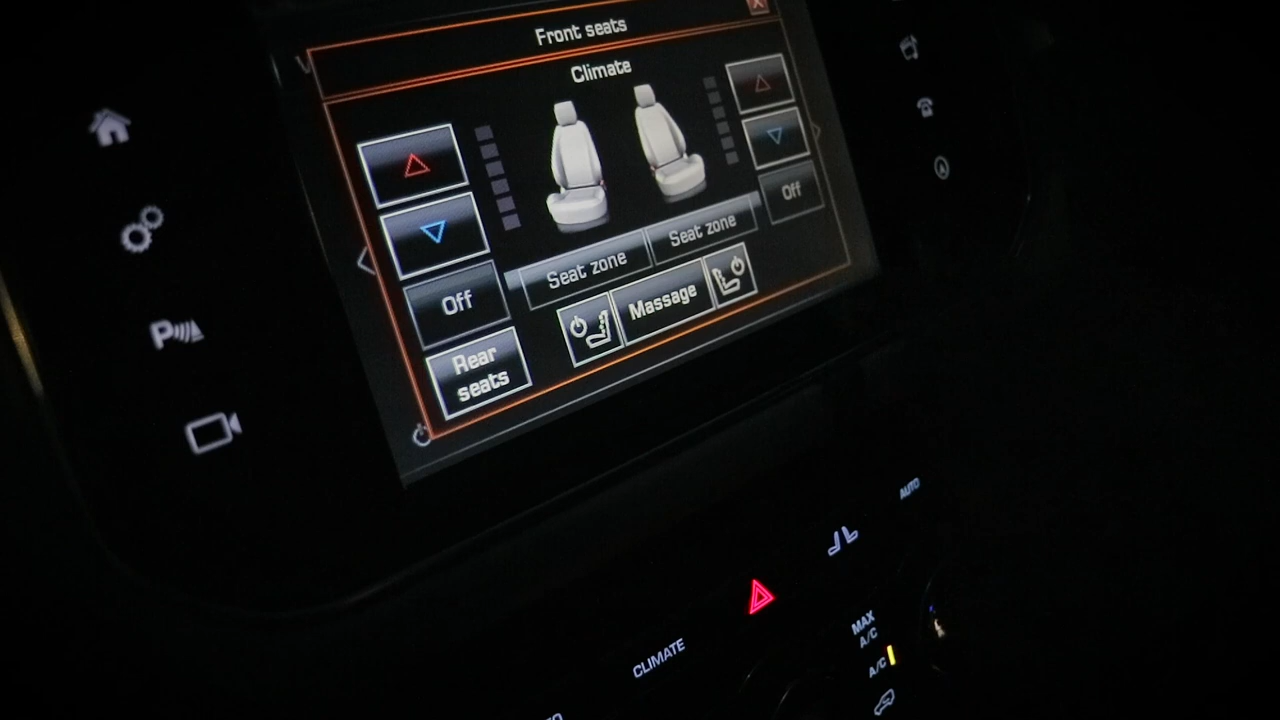 Front seats
Climate
Off
Off
Seat zone
Seat zone
Massage
Rear
seats
P
AUTO
MAX
A/C
CLIMATE
A/C